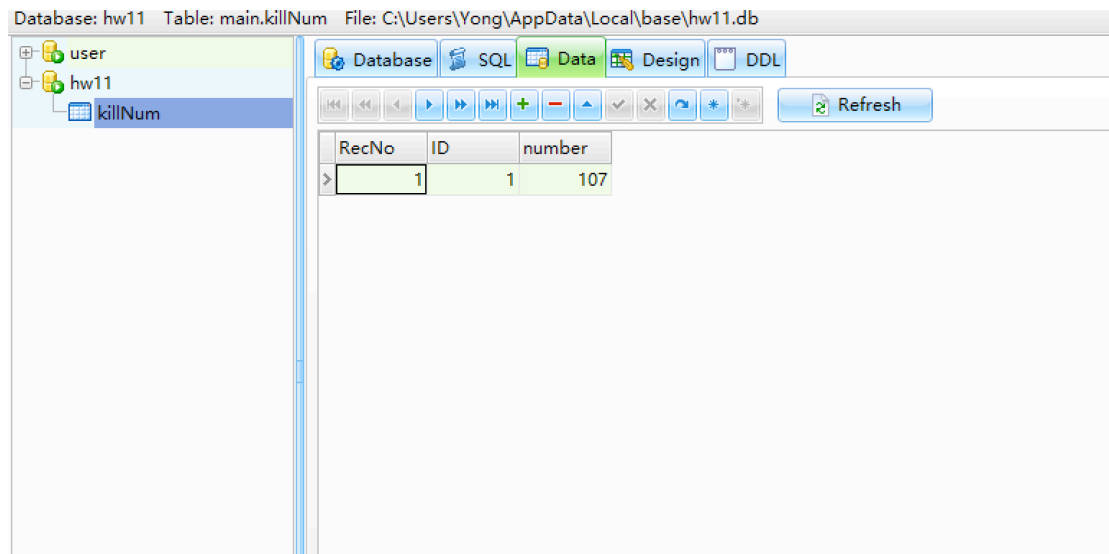 Database: hw11 Table: main.killNum File: C:\Users\Yong\AppData\Local\base\hw11.db
user
hw11
killNum
Database SQL Data Design DDL
Refresh
RecNo ID number
1 1 107